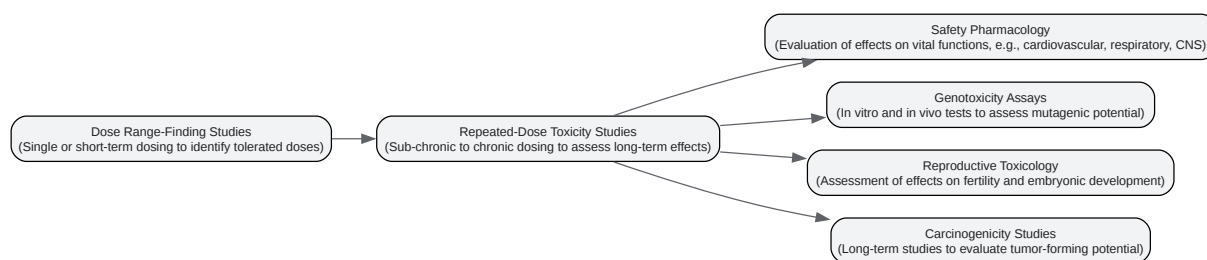 Safety Pharmacology
(Evaluation of effects on vital functions, e.g., cardiovascular, respiratory, CNS)
Genotoxicity Assays
(In vitro and in vivo tests to assess mutagenic potential)
Dose Range-Finding Studies
(Single or short-term dosing to identify tolerated doses)
Repeated-Dose Toxicity Studies
(Sub-chronic to chronic dosing to assess long-term effects)
Reproductive Toxicology
(Assessment of effects on fertility and embryonic development)
Carcinogenicity Studies
(Long-term studies to evaluate tumor-forming potential)